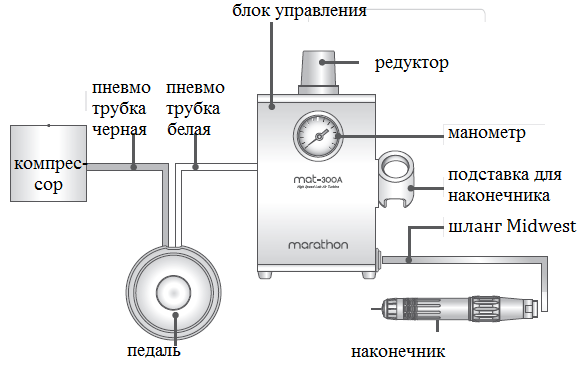 блок управления
редуктор
пневмо
трубка
черная
пневмо
трубка
белая
манометр
компрес-
сор
mat-300A
High Speed Lab Air Turbine
подставка для
наконечника
шланг Midwest
marathon
педаль
наконечник